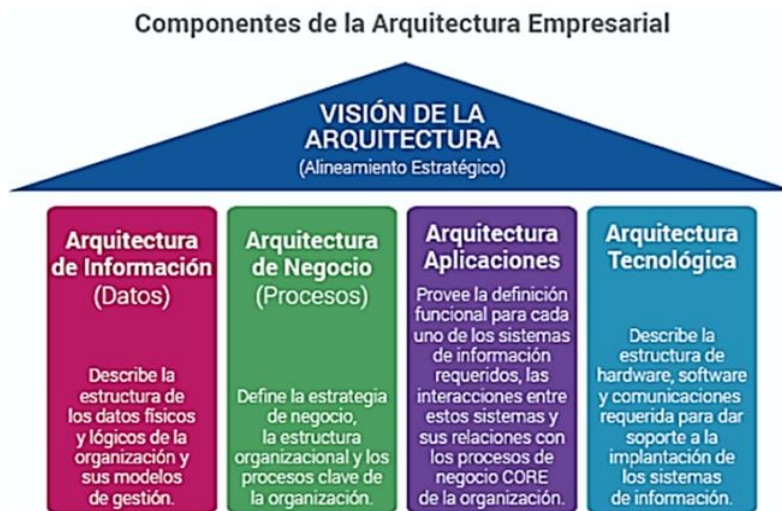 Componentes de la Arquitectura Empresarial
VISIÓN DE LA
ARQUITECTURA
(Alineamiento Estratégico)
Arquitectura
de Información
(Datos)
Describe la
estructura de
los datos físicos
y lógicos de la
organización y
sus modelos
de gestión.
Arquitectura
de Negocio
(Procesos)
Define la estrategia
de negocio,
la estructura
organizacional y los
procesos clave de
la organización.
Arquitectura
Aplicaciones
Provee la definición
funcional para cada
uno de los sistemas
de información
requeridos, las
interacciones entre
estos sistemas y
sus relaciones con
los procesos de
negocio CORE
de la organización.
Arquitectura
Tecnológica
Describe la
estructura de
hardware, software
y comunicaciones
requerida para dar
soporte a la
implantación de
los sistemas
de información.